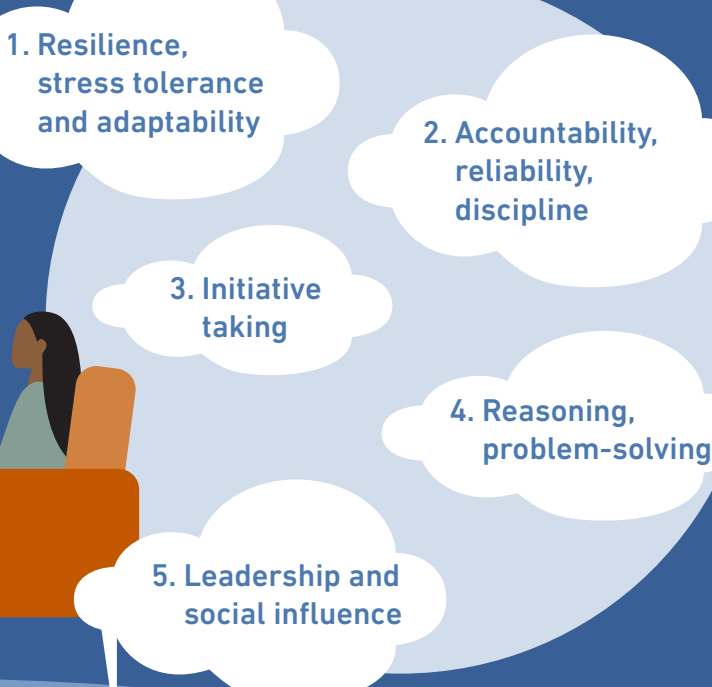 1. Resilience,
stress tolerance
and adaptability
2. Accountability,
reliability,
discipline
3. Initiative
taking
4. Reasoning,
problem-solving
5. Leadership and
social influence